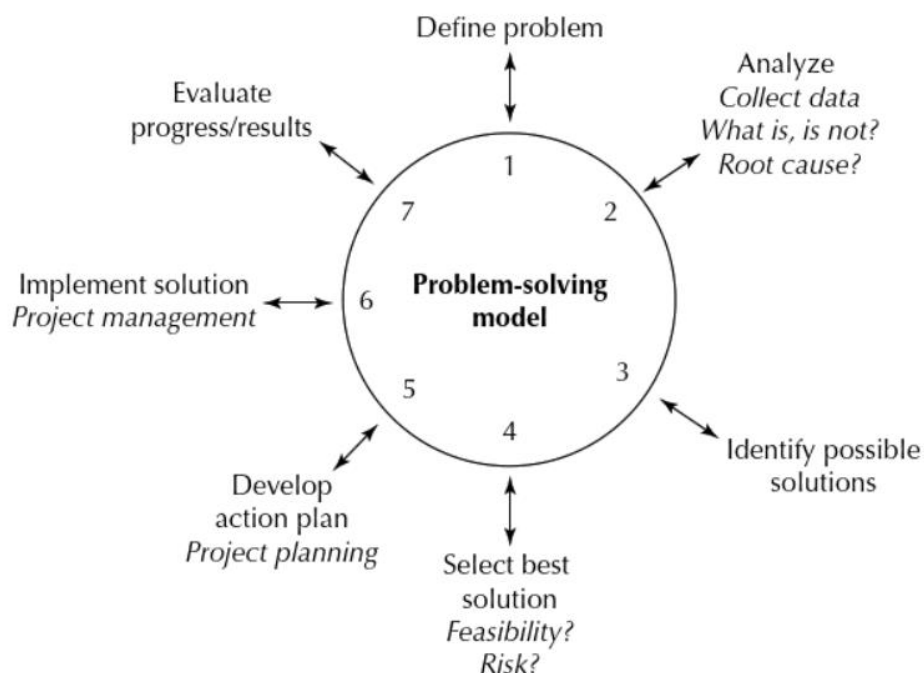 Define problem
1
Analyze
Collect data
What is, is not?
Root cause?
2
3
Identify possible
solutions
4
Select best
solution
Feasibility?
Risk?
5
Develop
action plan
Project planning
6
Implement solution
Project management
7
Evaluate
progress/results
Problem-solving
model